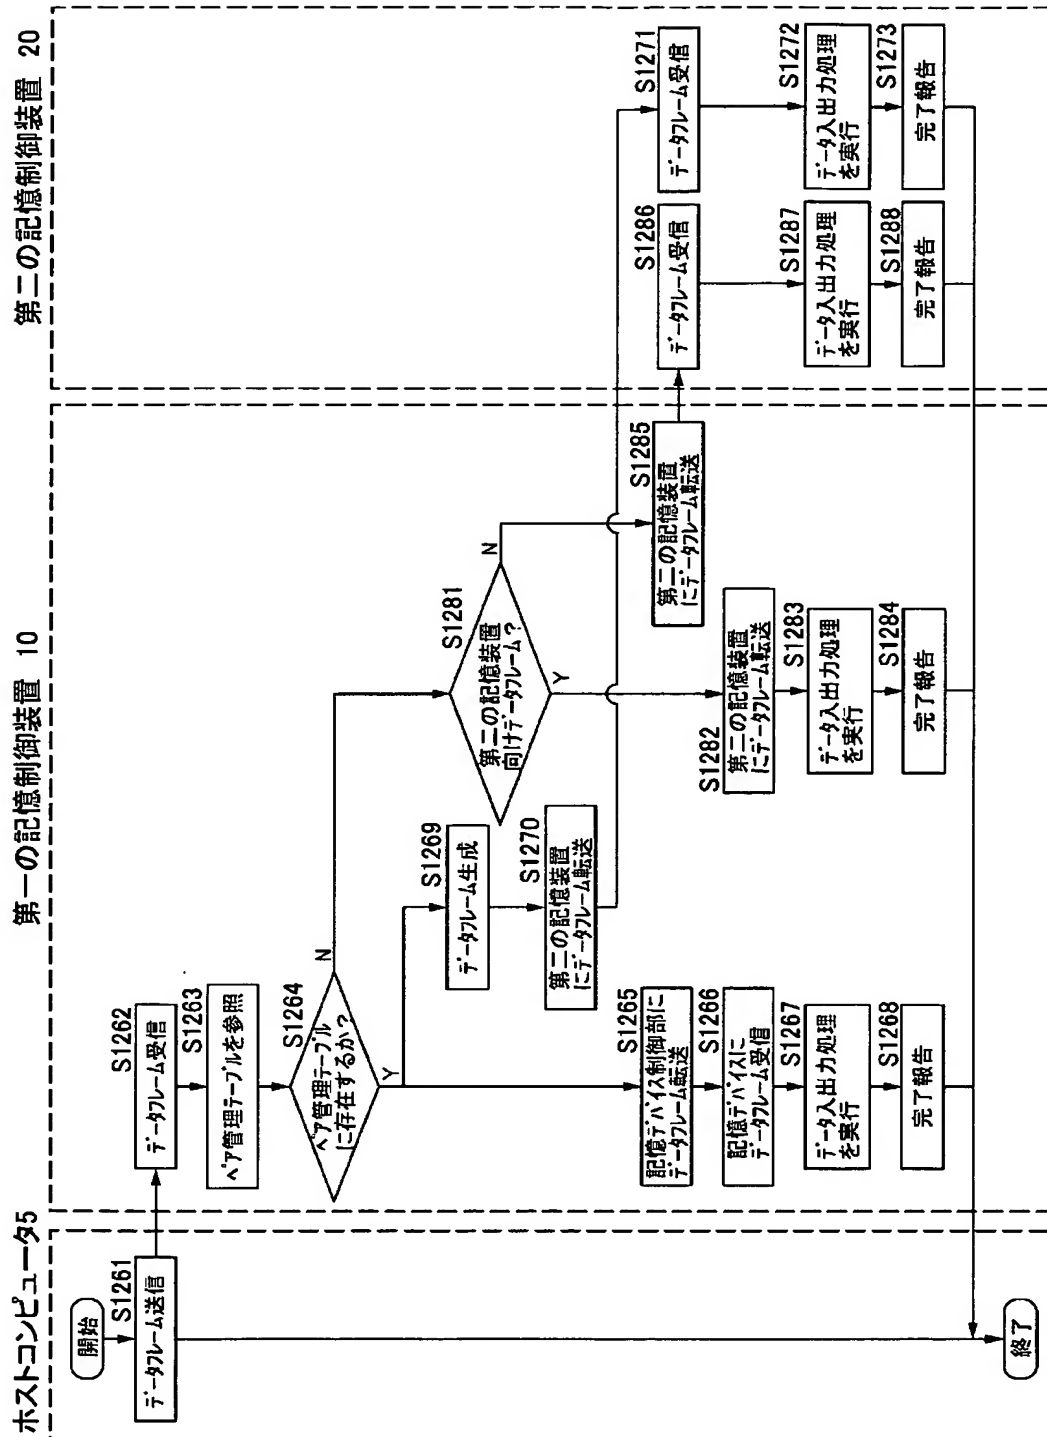 ホストコンピュータ5
開始
S1261
データフレーム送信
終了
第一の記憶制御装置 10
S1262
データフレーム受信
S1263
ペア管理テーブルを参照
S1264
ペア管理テーブル
に存在するか?
Y
N
S1265
記憶デバイス制御部に
データフレーム転送
S1266
記憶デバイスに
データフレーム受信
S1267
データ入出力処理
を実行
S1268
完了報告
S1269
データフレーム生成
S1270
第二の記憶装置
にデータフレーム転送
S1281
第二の記憶装置
向けデータフレーム?
Y
N
S1282
第二の記憶装置
にデータフレーム転送
S1283
データ入出力処理
を実行
S1284
完了報告
S1285
第二の記憶装置
にデータフレーム転送
第二の記憶制御装置 20
S1286
データフレーム受信
S1287
データ入出力処理
を実行
S1288
完了報告
S1271
データフレーム受信
S1272
データ入出力処理
を実行
S1273
完了報告